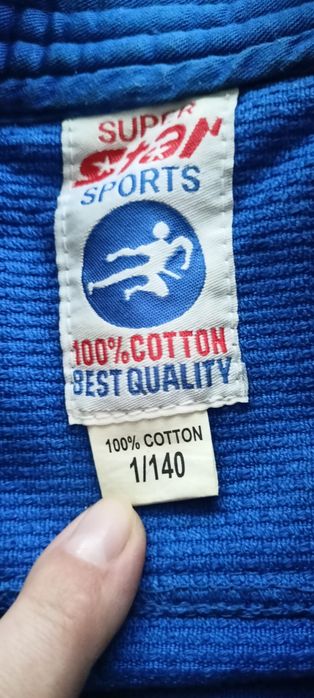 SUPER
Star
SPORTS
100% COTTON
BEST QUALITY
100% COTTON
1/140